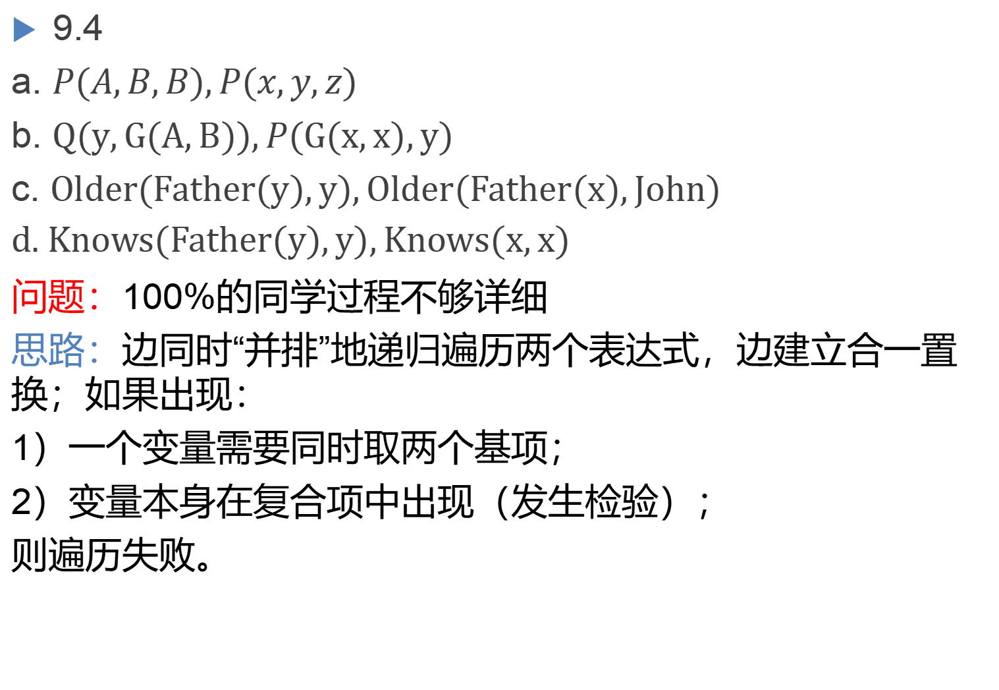 9.4
a. P(A, B, B), P(x, y, z)
b. Q(y, G(A, B)), P(G(x, x), y)
c. Older(Father(y), y), Older(Father(x), John)
d. Knows(Father(y), y), Knows(x, x)
问题：100%的同学过程不够详细
思路：边同时“并排”地递归遍历两个表达式，边建立合一置
换；如果出现：
1）一个变量需要同时取两个基项；
2）变量本身在复合项中出现（发生检验）；
则遍历失败。